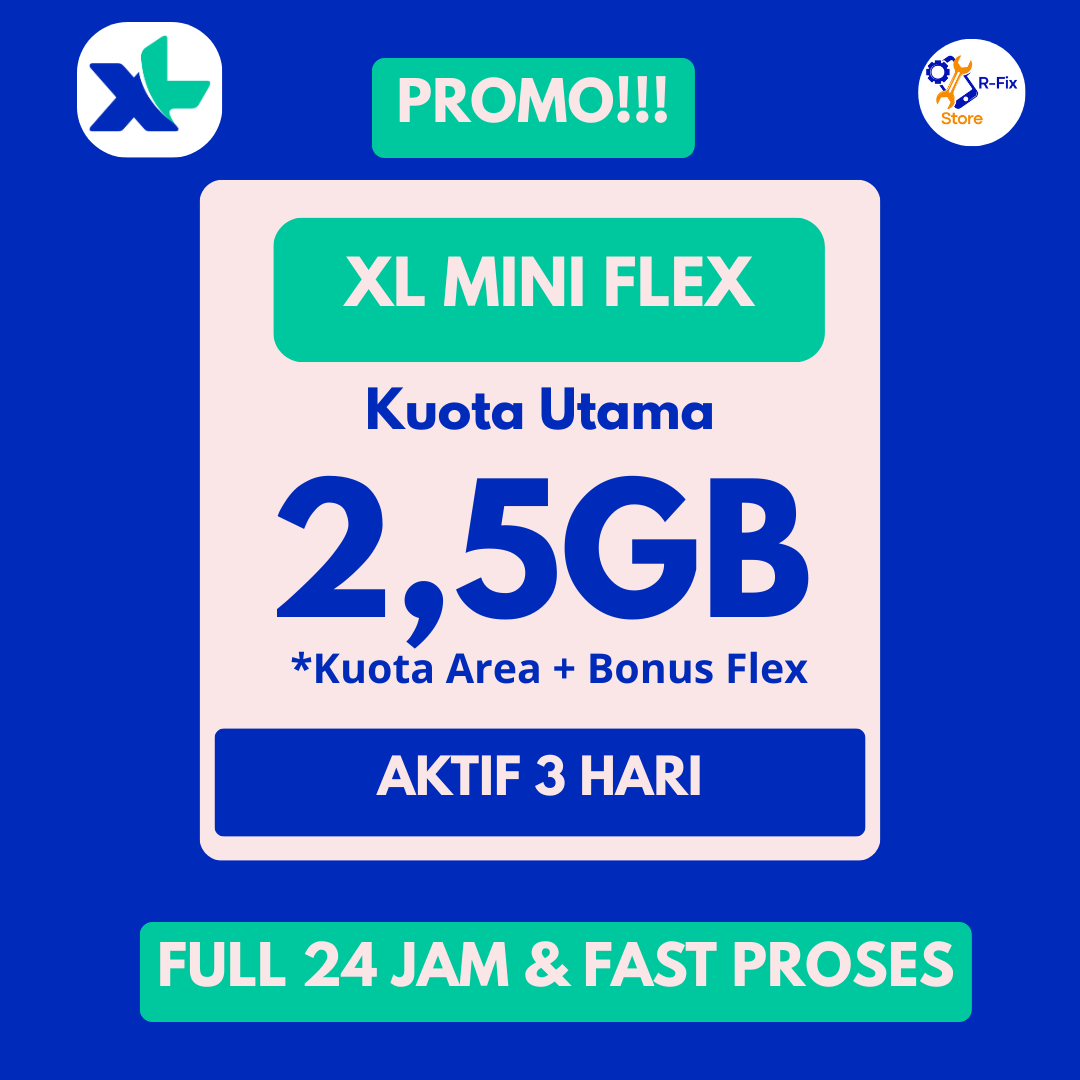 XL
PROMO!!!
R-Fix
Store
XL MINI FLEX
Kuota Utama
2,5GB
*Kuota Area + Bonus Flex
AKTIF 3 HARI
FULL 24 JAM & FAST PROSES